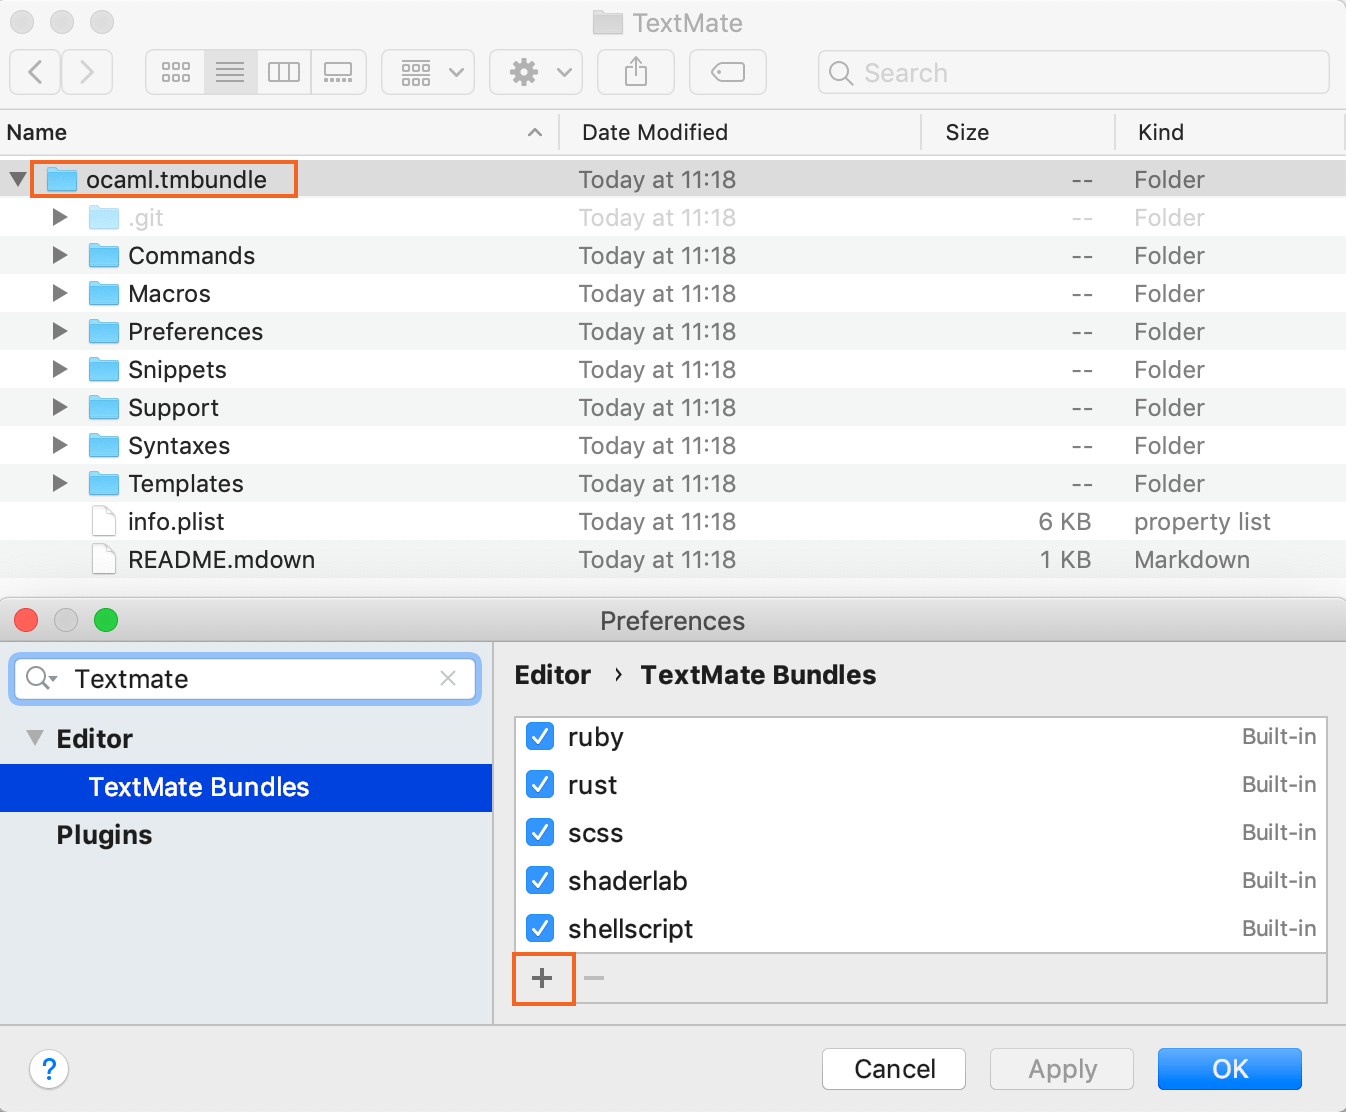 TextMate
Search
Name Date Modified Size Kind
ocaml.tmbundle Today at 11:18 -- Folder
.git Today at 11:18 -- Folder
Commands Today at 11:18 -- Folder
Macros Today at 11:18 -- Folder
Preferences Today at 11:18 -- Folder
Snippets Today at 11:18 -- Folder
Support Today at 11:18 -- Folder
Syntaxes Today at 11:18 -- Folder
Templates Today at 11:18 -- Folder
info.plist Today at 11:18 6 KB property list
README.mdown Today at 11:18 1 KB Markdown
Preferences
Textmate
Editor
TextMate Bundles
Plugins
Editor › TextMate Bundles
ruby Built-in
rust Built-in
scss Built-in
shaderlab Built-in
shellscript Built-in
+ −
? Cancel Apply OK